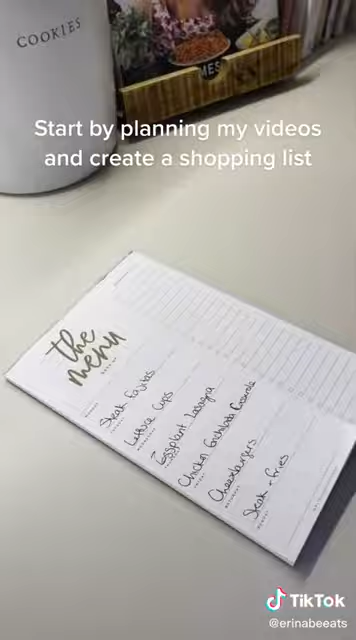 COOKIES
MES
Start by planning my videos
and create a shopping list
the
menu
Steak Fajitas
Lettuce Cups
Eggplant Lasagna
Chicken Enchilada Casserole
Cheeseburgers
Steak + Fries
TikTok
@erinabeeats